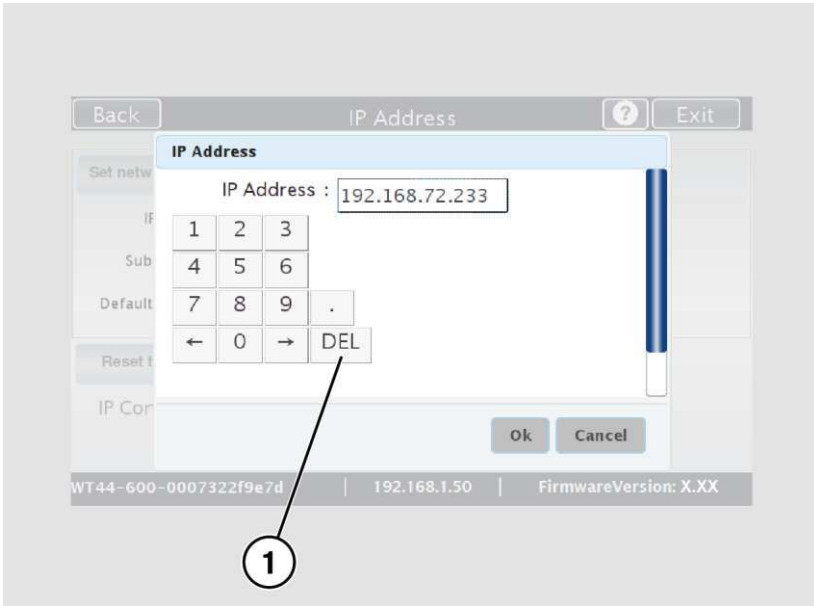 Back IP Address ? Exit
IP Address
Set netw
IP Address : 192.168.72.233
IF
1 2 3
Sub
4 5 6
Default
7 8 9 .
← 0 → DEL
Reset t
IP Cor
Ok Cancel
WT44-600-0007322f9e7d | 192.168.1.50 | FirmwareVersion: X.XX
1